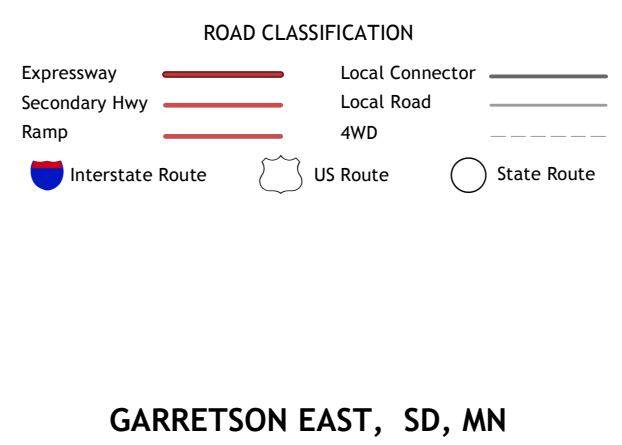 ROAD CLASSIFICATION
Expressway
Local Connector
Secondary Hwy
Local Road
Ramp
4WD
Interstate Route
US Route
State Route
GARRETSON EAST, SD, MN